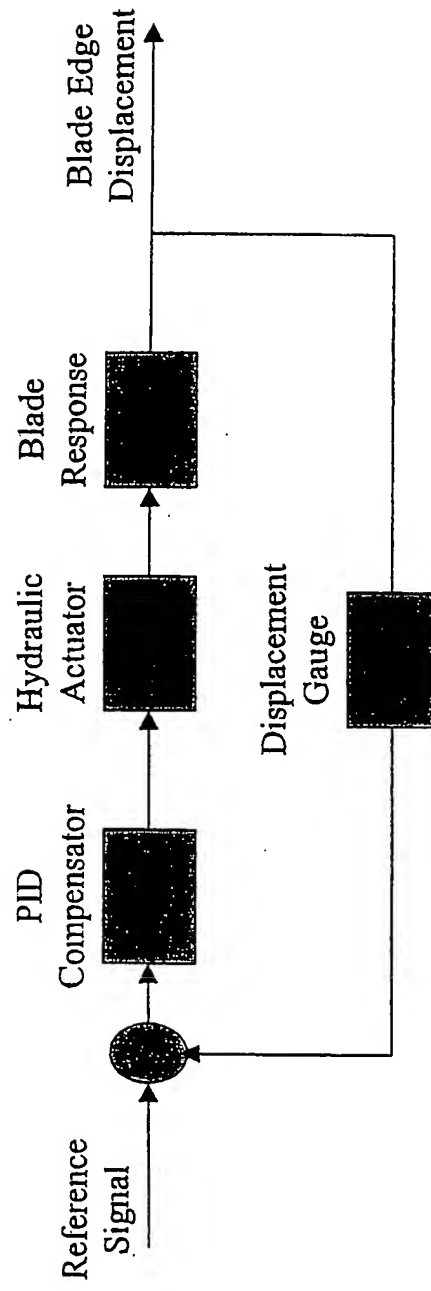 Reference
Signal
PID
Compensator
Hydraulic
Actuator
Blade
Response
Blade Edge
Displacement
Displacement
Gauge